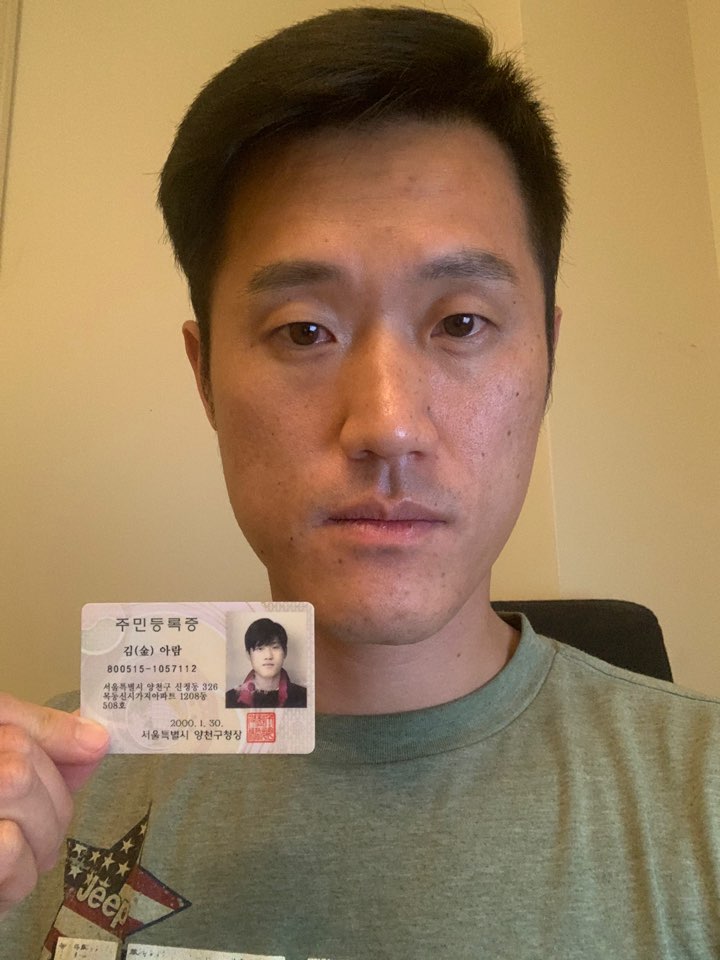 주민등록증
김(金) 아람
800515-1057112
서울특별시 양천구 신정동 326
목동신시가지아파트 1208동
508호
2000. 1. 30.
서울특별시 양천구청장
Jeep